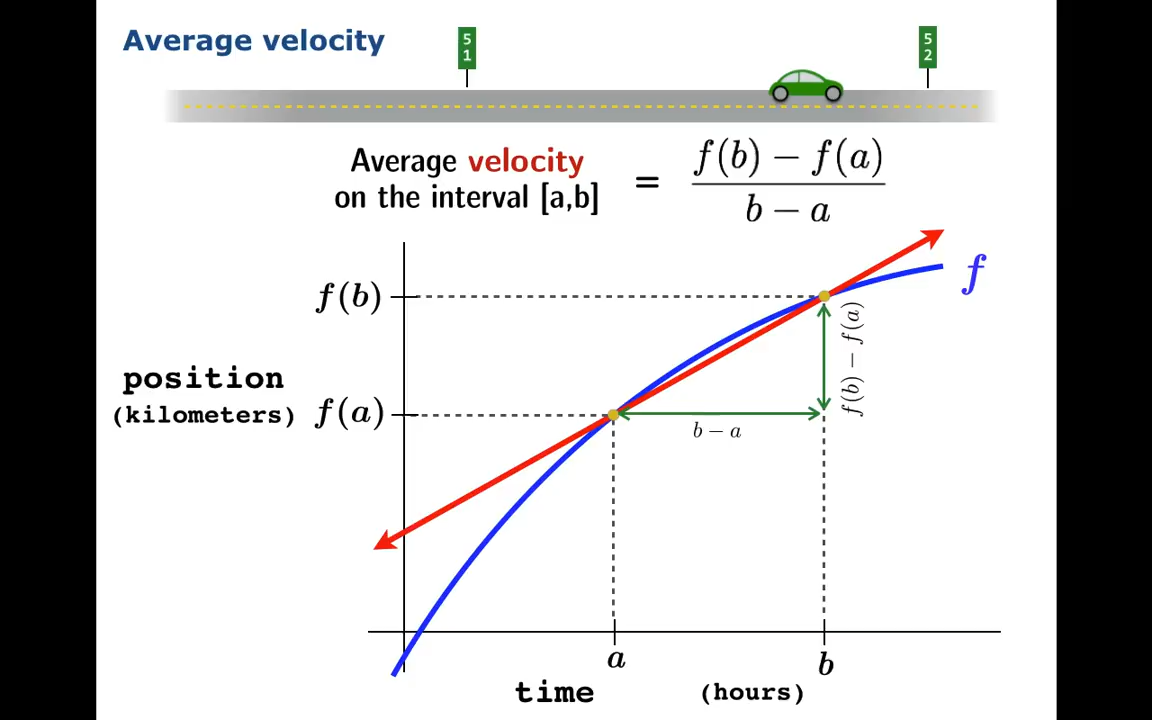 Average velocity
5
1
5
2
Average velocity
on the interval [a,b]
=
f(b) − f(a)
b − a
f
f(b)
f(b) − f(a)
position
(kilometers)
f(a)
b − a
a
b
time
(hours)